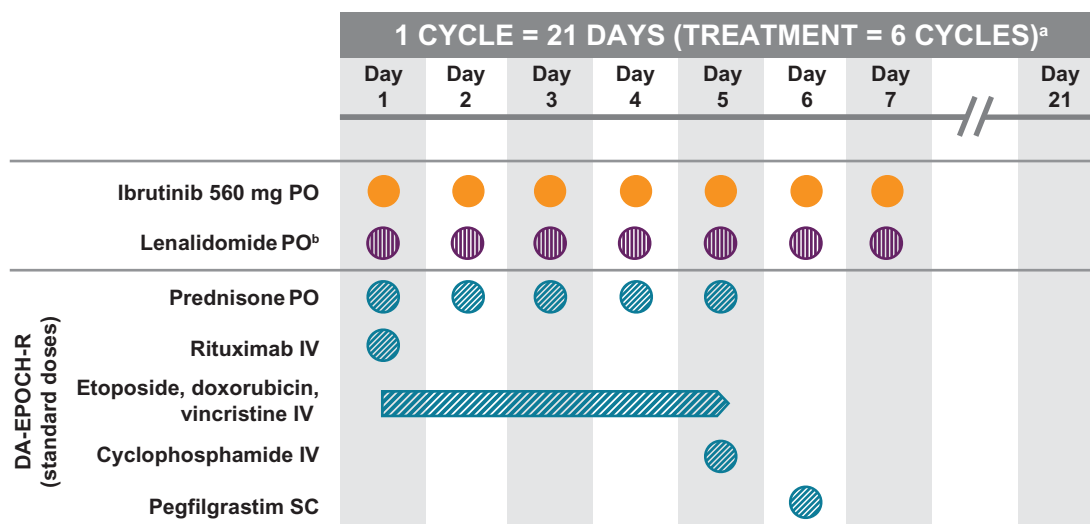 1 CYCLE = 21 DAYS (TREATMENT = 6 CYCLES)ᵃ
Day Day Day Day Day Day Day Day
1 2 3 4 5 6 7 21
Ibrutinib 560 mg PO
Lenalidomide POᵇ
DA-EPOCH-R
(standard doses)
Prednisone PO
Rituximab IV
Etoposide, doxorubicin,
vincristine IV
Cyclophosphamide IV
Pegfilgrastim SC